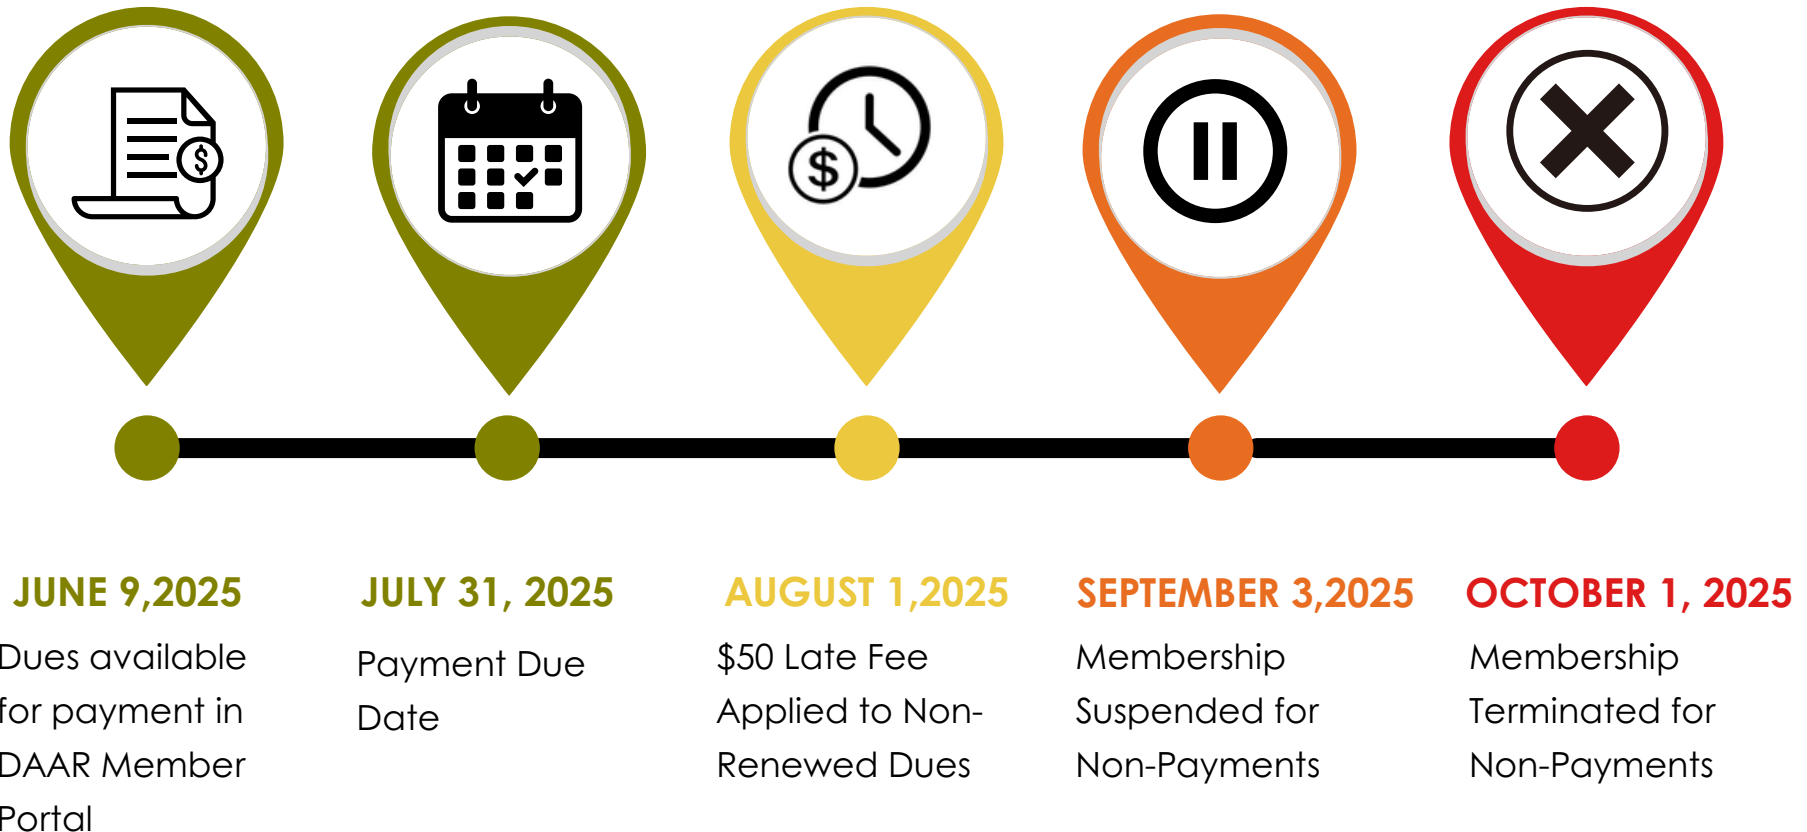 $
$
JUNE 9,2025
Dues available
for payment in
DAAR Member
Portal
JULY 31, 2025
Payment Due
Date
AUGUST 1,2025
$50 Late Fee
Applied to Non-
Renewed Dues
SEPTEMBER 3,2025
Membership
Suspended for
Non-Payments
OCTOBER 1, 2025
Membership
Terminated for
Non-Payments